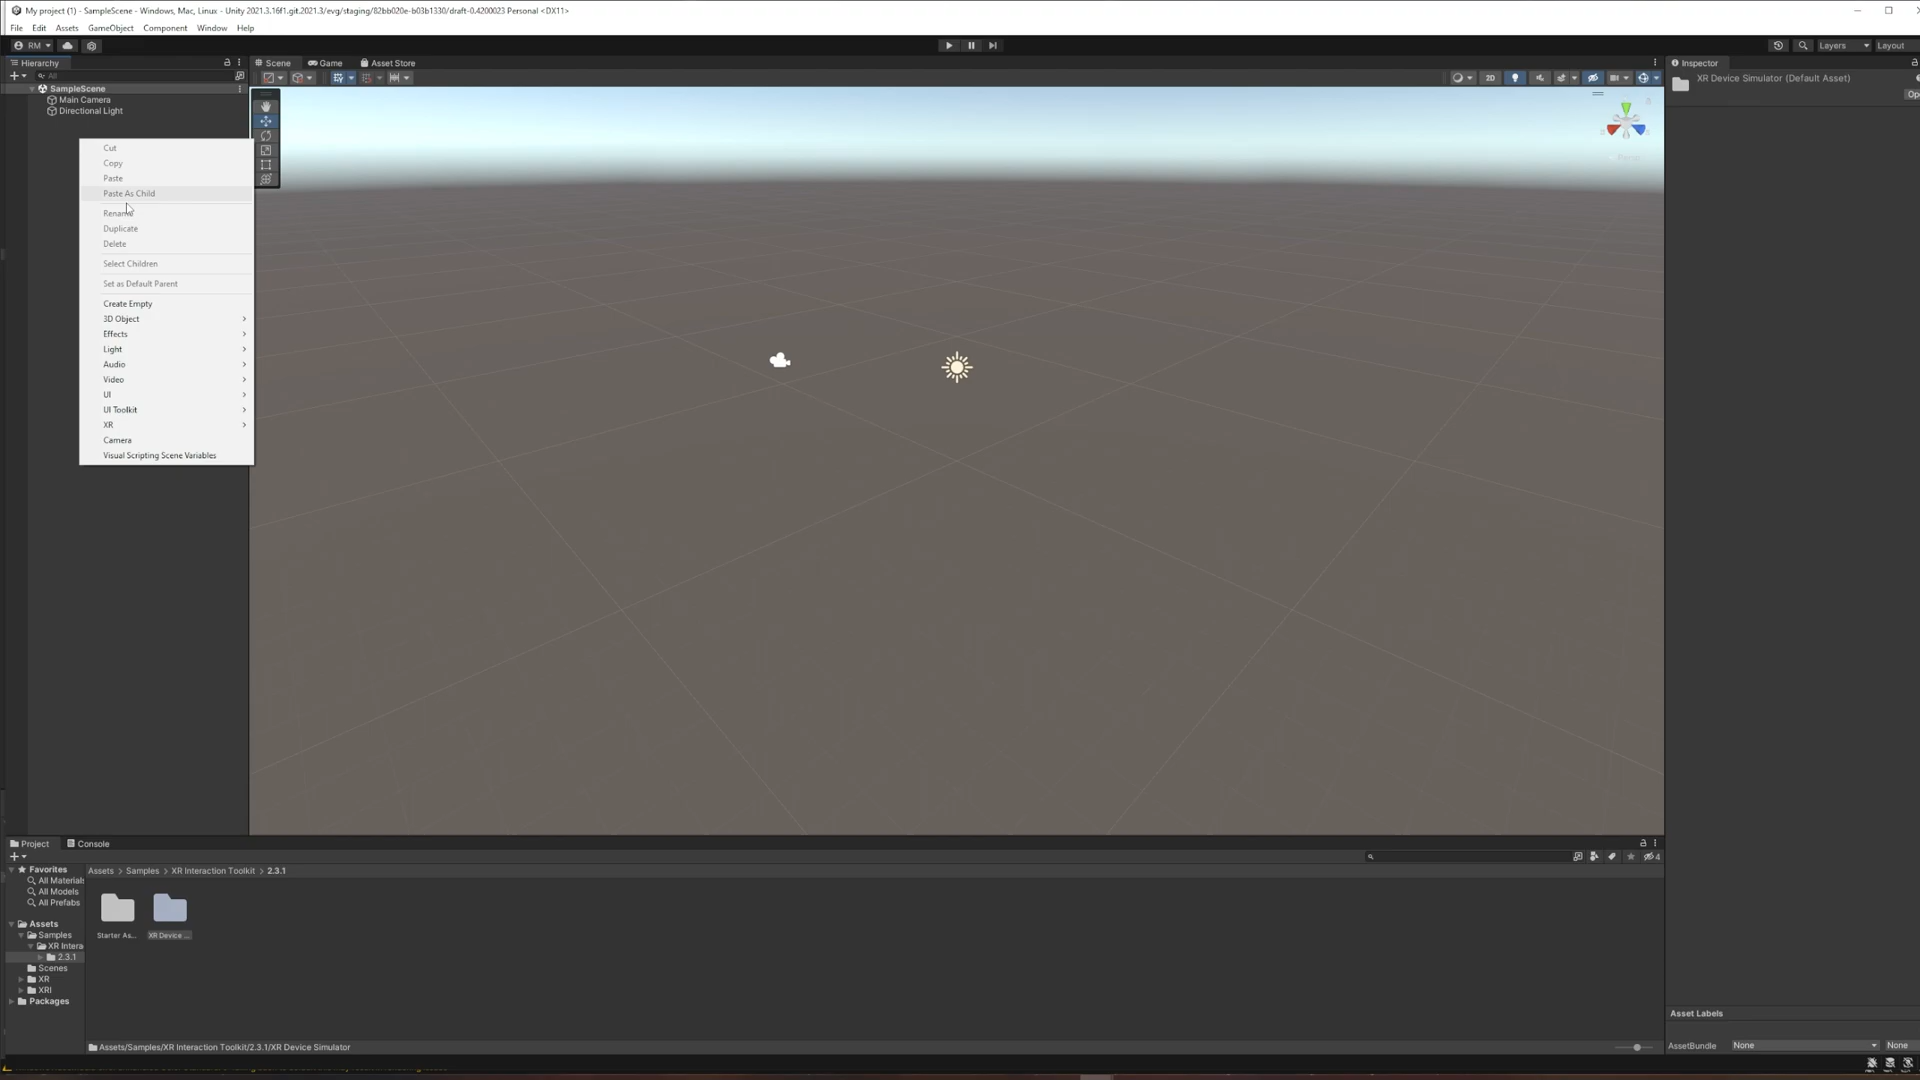 My project (1) - SampleScene - Windows, Mac, Linux - Unity 2021.3.16f1.git.2021.3/evg/staging/82bb020e-b03b1330/draft-0.4200023 Personal <DX11>
File Edit Assets GameObject Component Window Help
RM
Layers
Layout
Hierarchy
All
SampleScene
Main Camera
Directional Light
Cut
Copy
Paste
Paste As Child
Rename
Duplicate
Delete
Select Children
Set as Default Parent
Create Empty
3D Object
Effects
Light
Audio
Video
UI
UI Toolkit
XR
Camera
Visual Scripting Scene Variables
Scene Game Asset Store
2D
Inspector
XR Device Simulator (Default Asset)
Op
Project Console
4
Favorites
All Materials
All Models
All Prefabs
Assets
Samples
XR Intera
2.3.1
Scenes
XR
XRI
Packages
Assets > Samples > XR Interaction Toolkit > 2.3.1
Starter As...
XR Device ...
Assets/Samples/XR Interaction Toolkit/2.3.1/XR Device Simulator
Asset Labels
AssetBundle None None